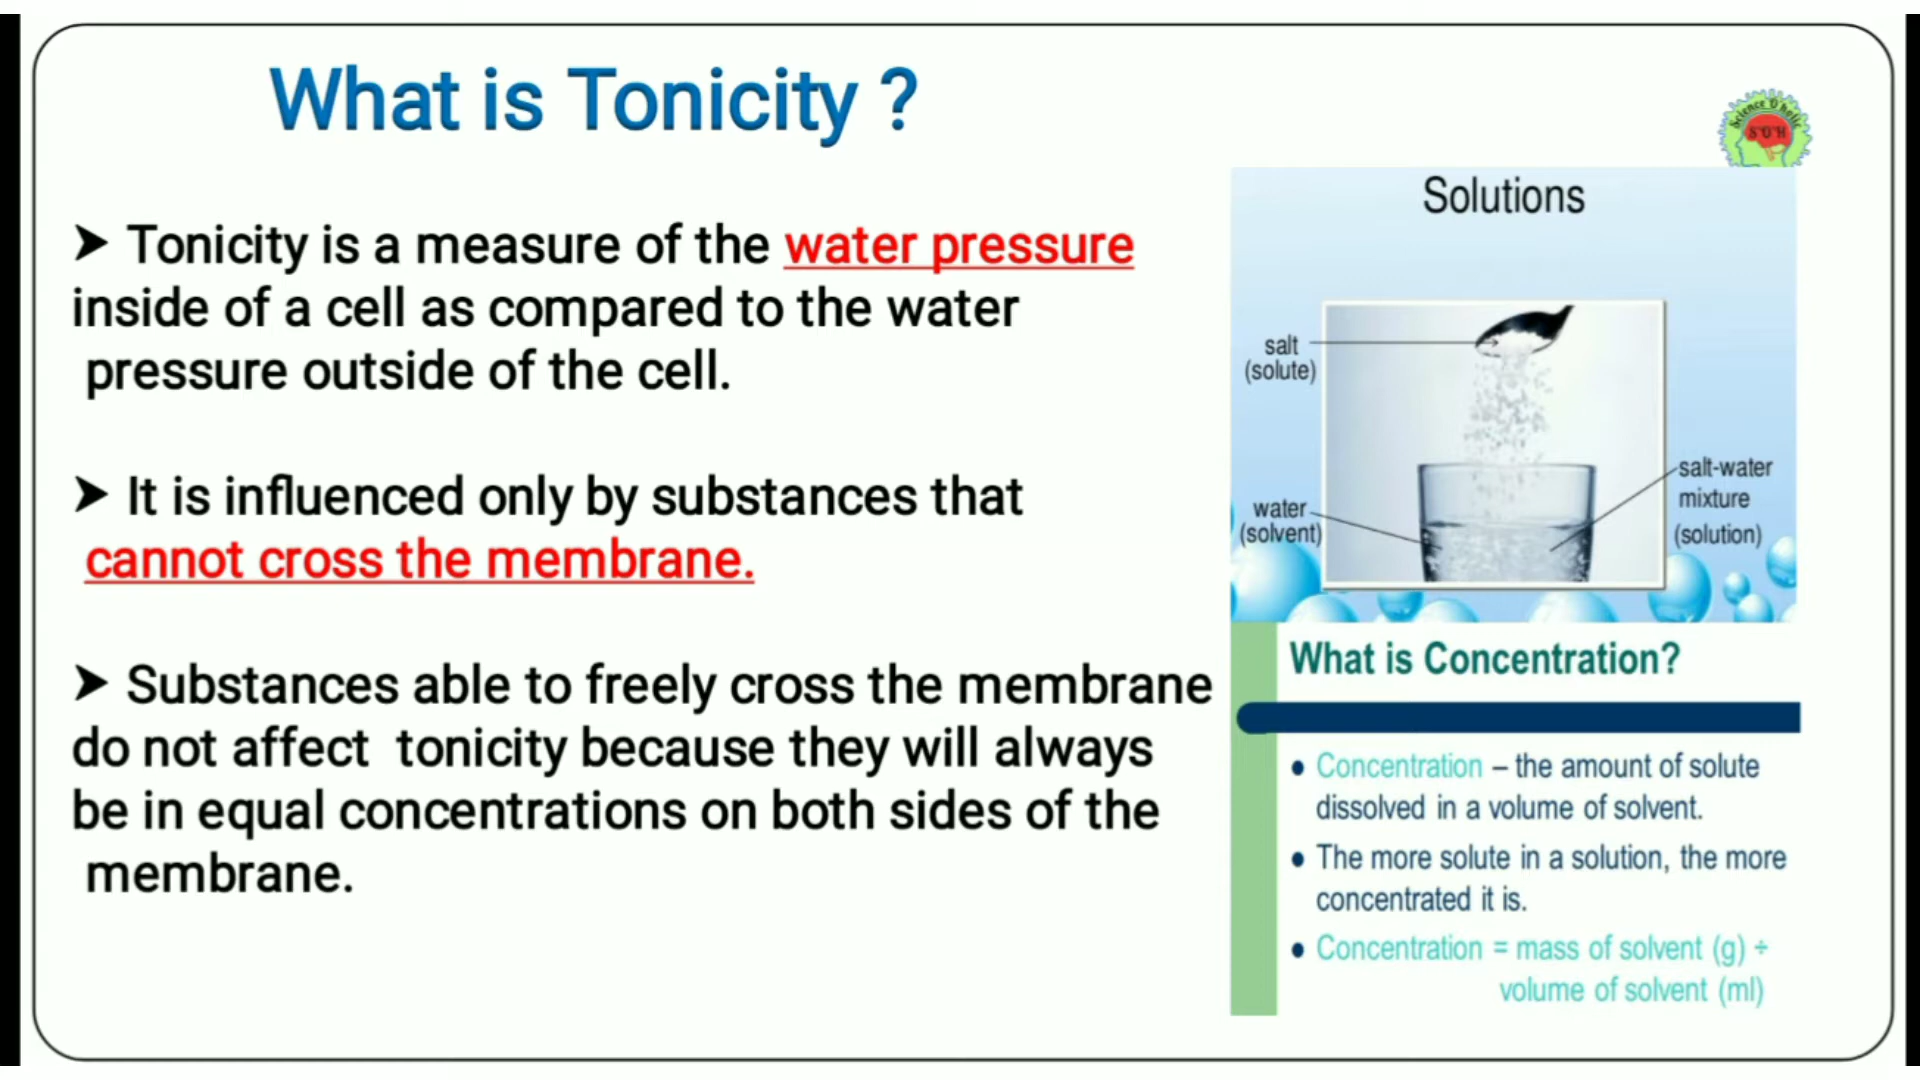 What is Tonicity ?
Science O'holic
S'O'H
➤ Tonicity is a measure of the water pressure
inside of a cell as compared to the water
pressure outside of the cell.
➤ It is influenced only by substances that
cannot cross the membrane.
➤ Substances able to freely cross the membrane
do not affect tonicity because they will always
be in equal concentrations on both sides of the
membrane.
Solutions
salt
(solute)
water
(solvent)
salt-water
mixture
(solution)
What is Concentration?
• Concentration – the amount of solute
dissolved in a volume of solvent.
• The more solute in a solution, the more
concentrated it is.
• Concentration = mass of solvent (g) ÷
volume of solvent (ml)